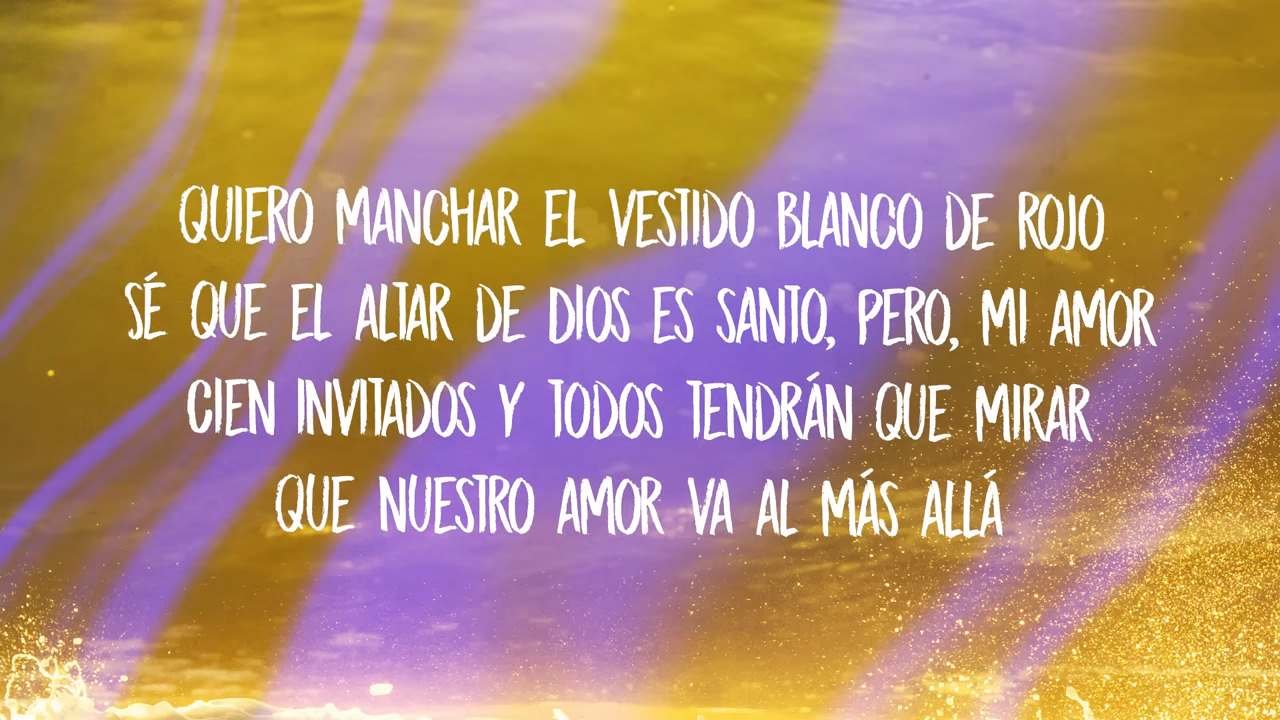 QUIERO MANCHAR EL VESTIDO BLANCO DE ROJO
SÉ QUE EL ALTAR DE DIOS ES SANTO, PERO, MI AMOR
CIEN INVITADOS Y TODOS TENDRÁN QUE MIRAR
QUE NUESTRO AMOR VA AL MÁS ALLÁ